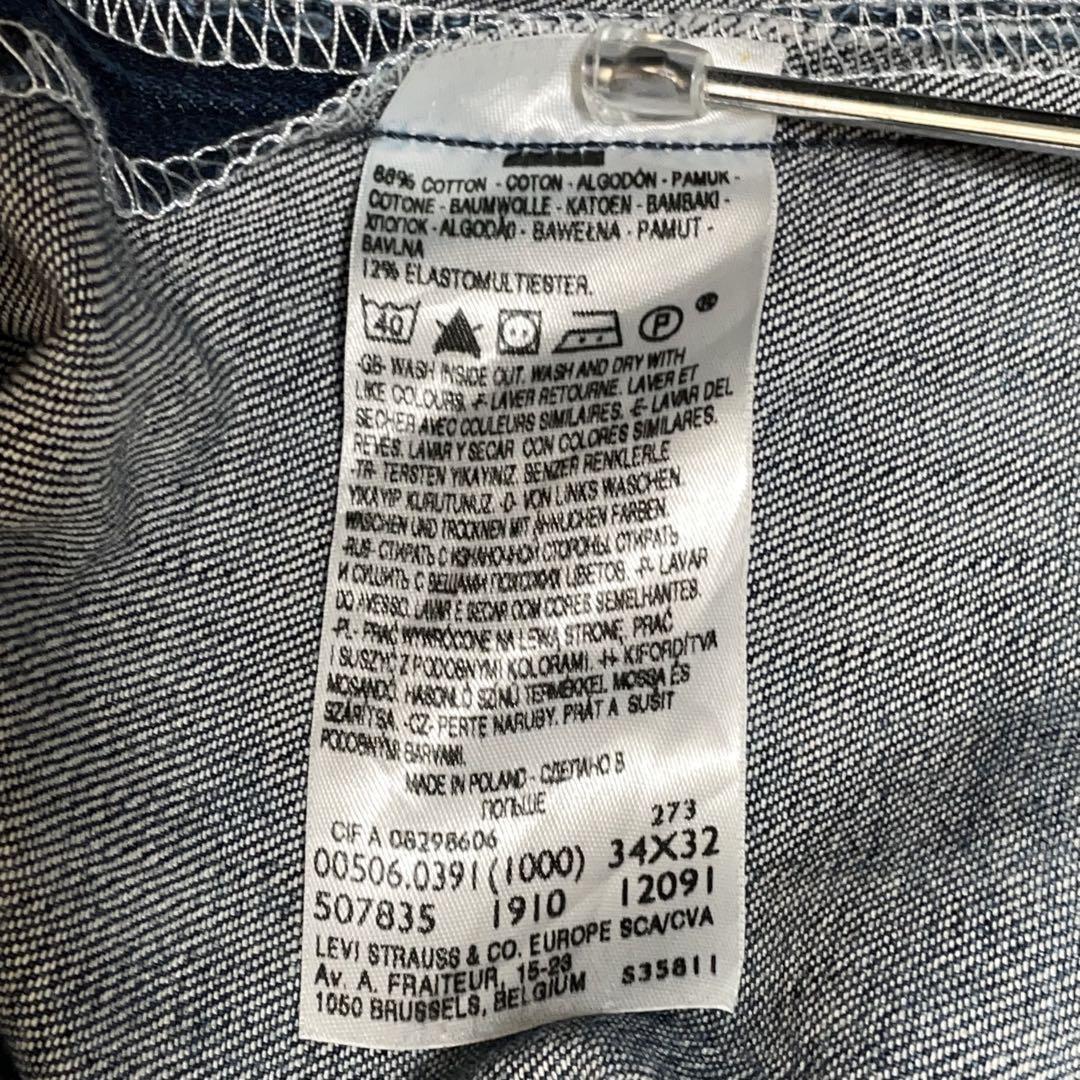 88% COTTON - COTON - ALGODÓN - PAMUK -
COTONE - BAUMWOLLE - KATOEN - BAMBAKI -
ХЛОПОК - ALGODÃO - BAWEŁNA - PAMUT -
BAVLNA
12% ELASTOMULTIESTER.
40 P ®
-GB- WASH INSIDE OUT. WASH AND DRY WITH
LIKE COLOURS. -F- LAVER RETOURNE. LAVER ET
SECHER AVEC COULEURS SIMILAIRES. -E- LAVAR DEL
REVES. LAVAR Y SECAR CON COLORES SIMILARES.
-TR- TERSTEN YIKAYINIZ. BENZER RENKLERLE
YIKAYIP KURUTUNUZ. -D- VON LINKS WASCHEN.
WASCHEN UND TROCKNEN MIT ÄHNLICHEN FARBEN.
-RUS- СТИРАТЬ С ИЗНАНОЧНОЙ СТОРОНЫ. СТИРАТЬ
И СУШИТЬ С ВЕЩАМИ ПОХОЖИХ ЦВЕТОВ. -P- LAVAR
DO AVESSO. LAVAR E SECAR COM CORES SEMELHANTES.
-PL- PRAĆ WYWRÓCONE NA LEWĄ STRONĘ, PRAĆ
I SUSZYĆ Z PODOBNYMI KOLORAMI. -H- KIFORDÍTVA
MOSANDÓ. HASONLÓ SZÍNŰ TERMÉKKEL MOSSA ÉS
SZÁRÍTSA. -CZ- PERTE NARUBY. PRÁT A SUŠIT
PODOBNÝMI BARVAMI.
MADE IN POLAND - СДЕЛАНО В
ПОЛЬШЕ
273
CIF A 08298606
00506.0391 (1000) 34X32
507835 1910 12091
LEVI STRAUSS & CO. EUROPE SCA/CVA
Av. A. FRAITEUR, 15-23 S35811
1050 BRUSSELS, BELGIUM